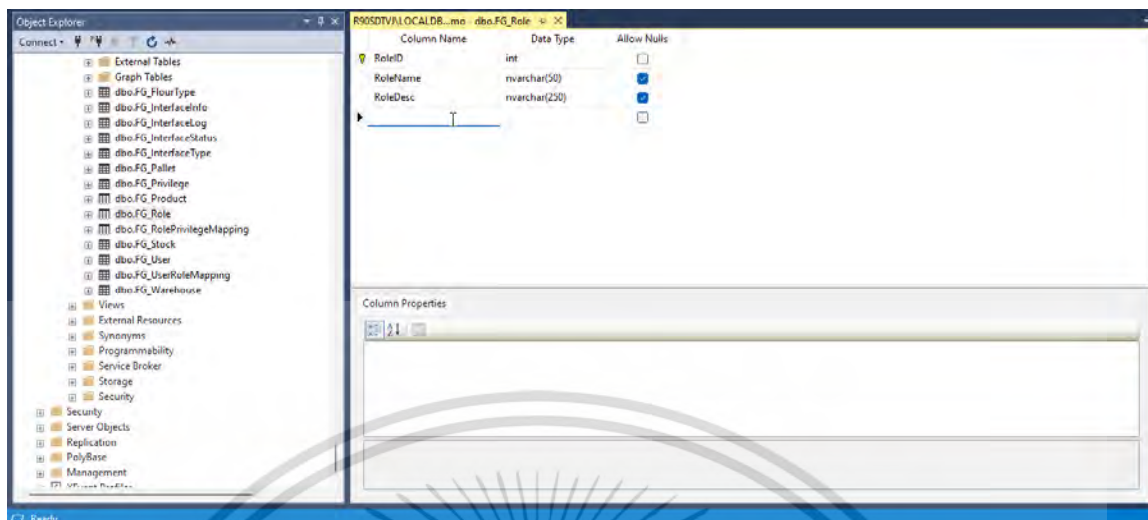 Object Explorer
Connect
External Tables
Graph Tables
dbo.FG_FlourType
dbo.FG_InterfaceInfo
dbo.FG_InterfaceLog
dbo.FG_InterfaceStatus
dbo.FG_InterfaceType
dbo.FG_Pallet
dbo.FG_Privilege
dbo.FG_Product
dbo.FG_Role
dbo.FG_RolePrivilegeMapping
dbo.FG_Stock
dbo.FG_User
dbo.FG_UserRoleMapping
dbo.FG_Warehouse
Views
External Resources
Synonyms
Programmability
Service Broker
Storage
Security
Security
Server Objects
Replication
PolyBase
Management
XEvent Profiler
dbo.FG_Role
Column Name Data Type Allow Nulls
RoleID int
RoleName nvarchar(50)
RoleDesc nvarchar(250)
Column Properties
Ready